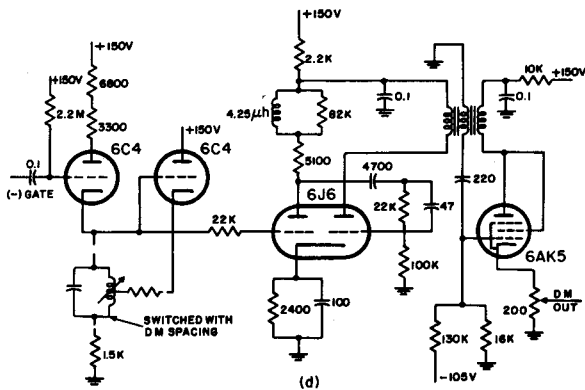 +150V
+150V
6800
2.2M
3300
6C4
0.1
(-) GATE
+150V
6C4
22K
SWITCHED WITH
DM SPACING
1.5K
+150V
2.2K
4.25μh
82K
0.1
5100
4700
6J6
22K
47
100K
2400
100
(d)
10K
+150V
0.1
220
6AK5
200
DM
OUT
130K
16K
-105V